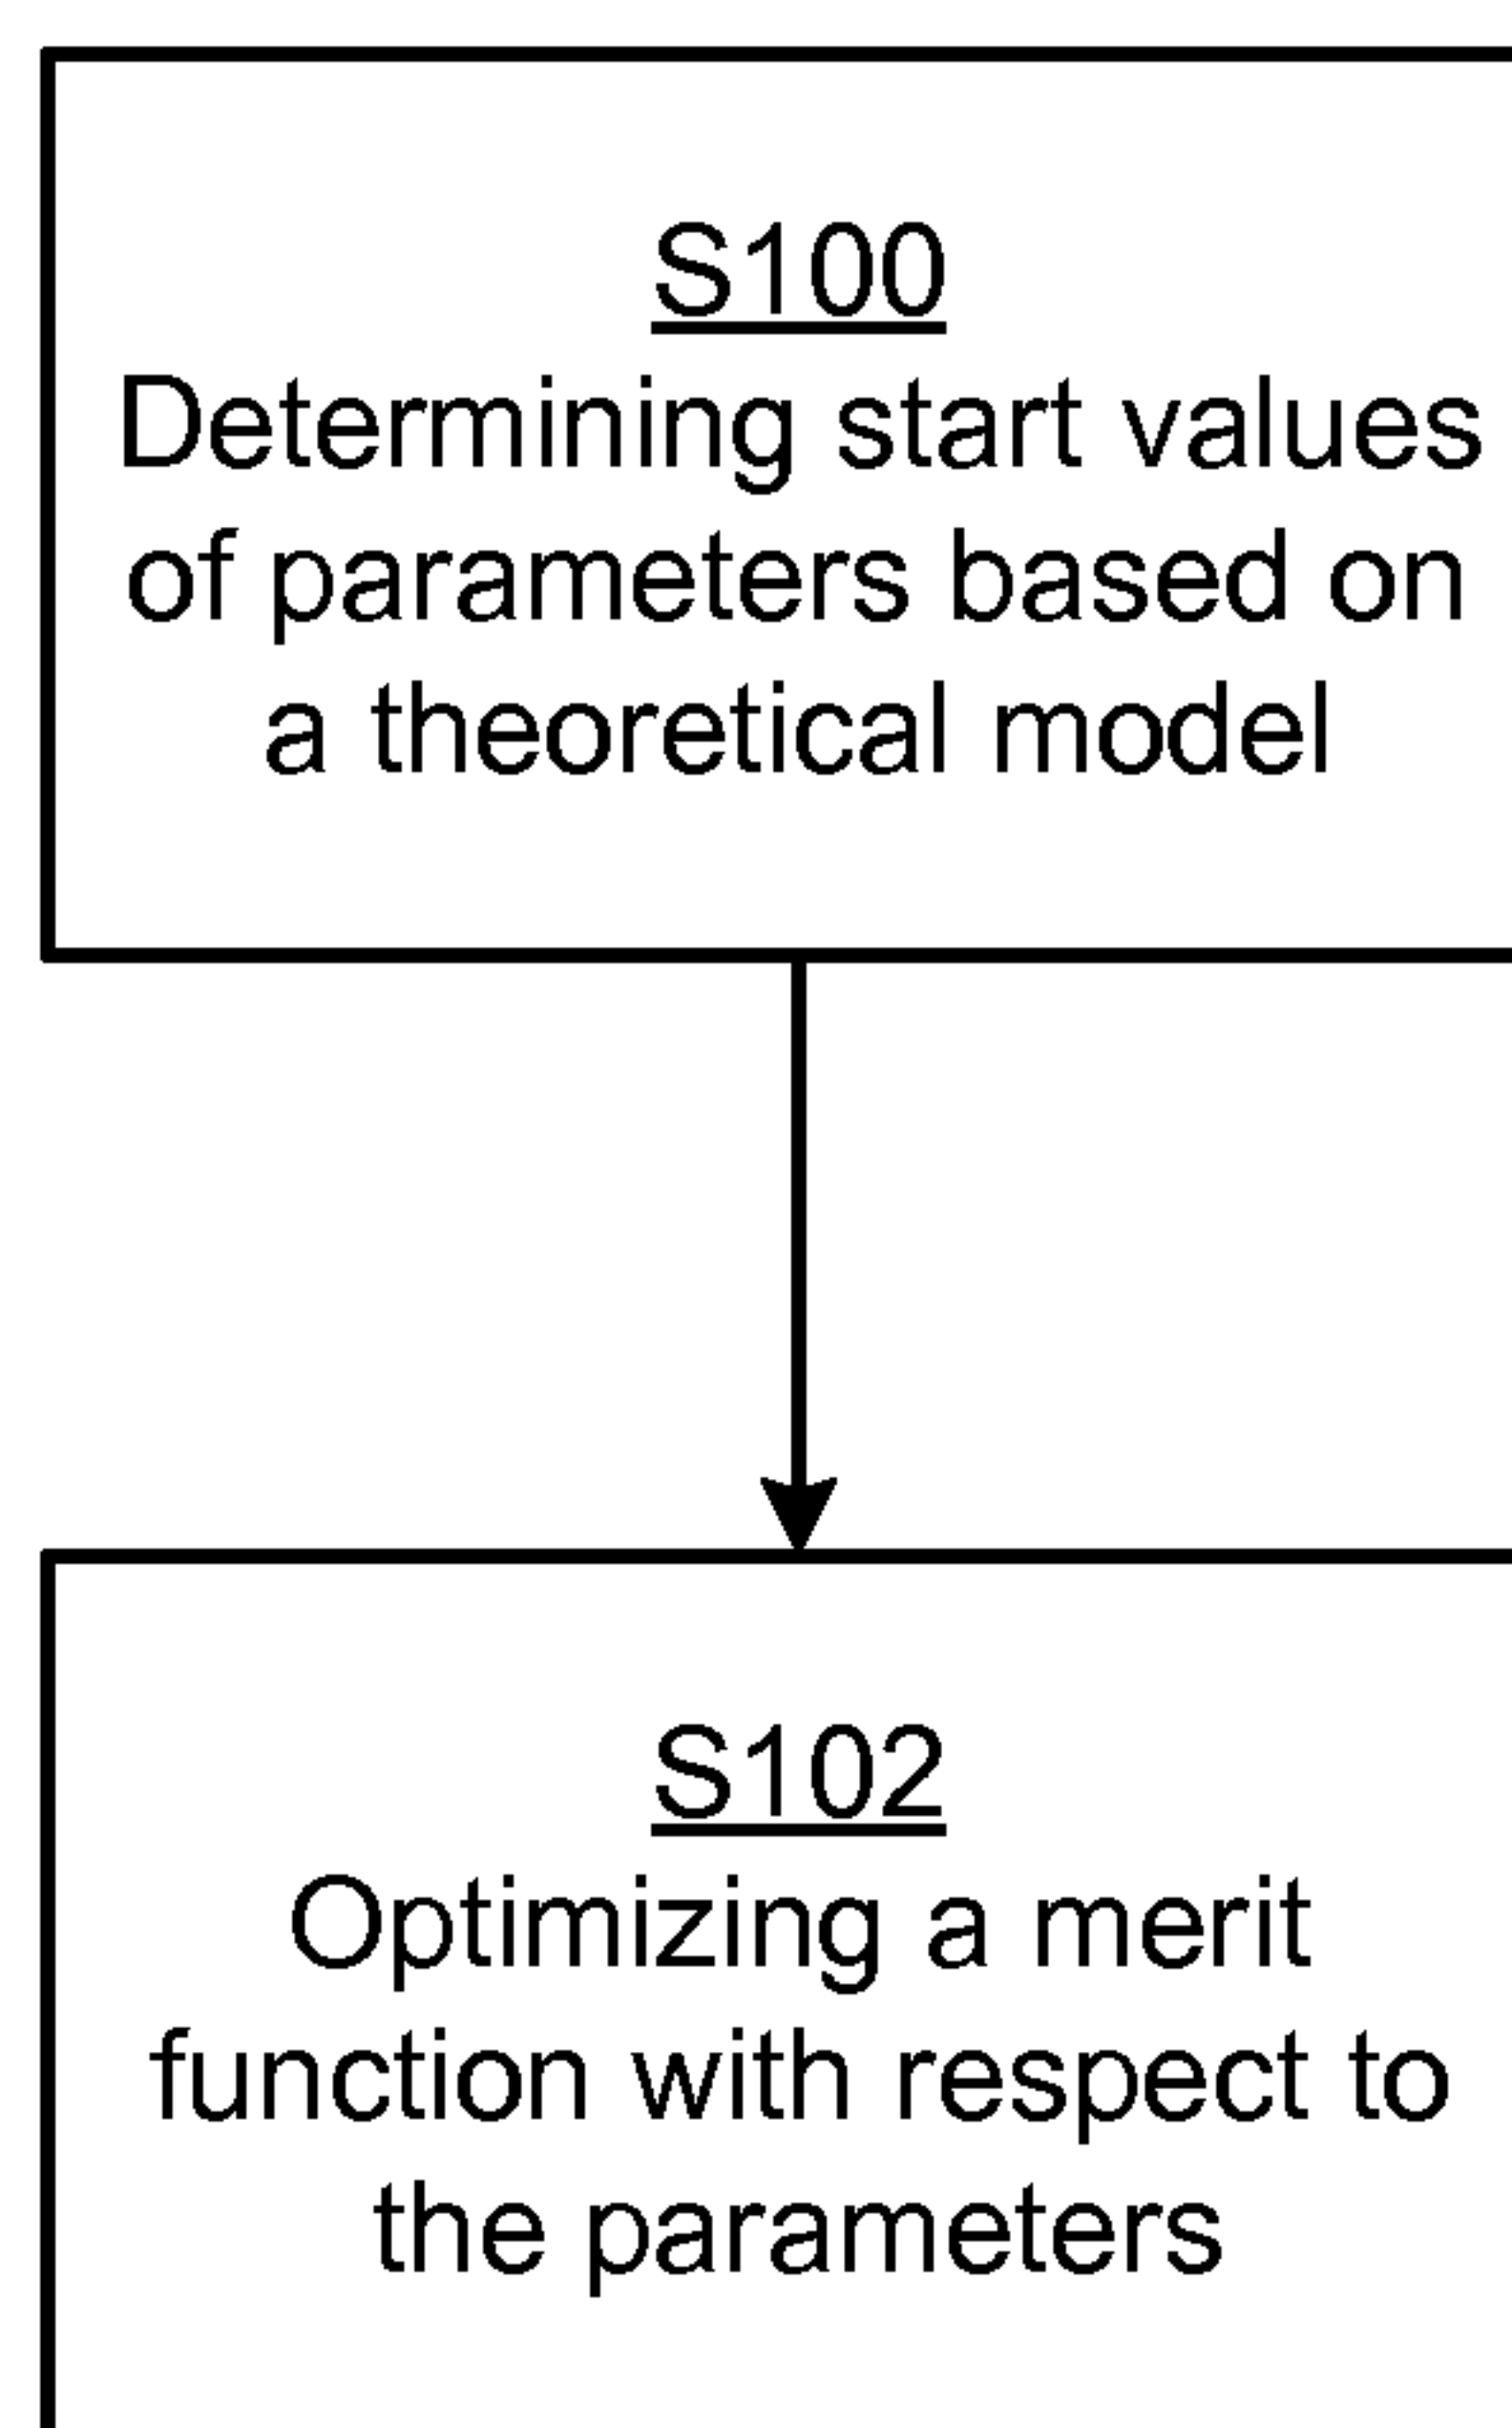 S100
Determining start values
of parameters based on
a theoretical model
S102
Optimizing a merit
function with respect to
the parameters